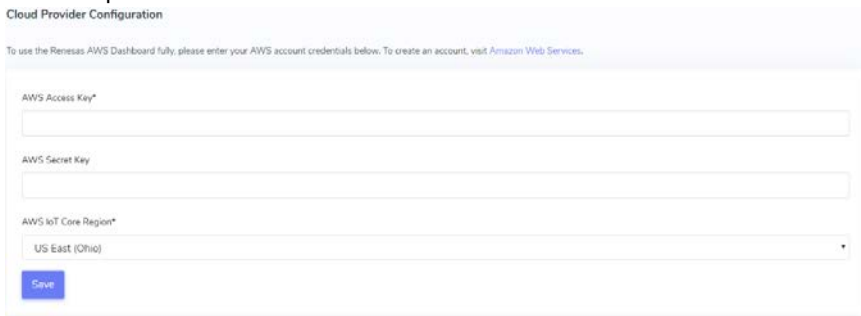 Cloud Provider Configuration
To use the Renesas AWS Dashboard fully, please enter your AWS account credentials below. To create an account, visit Amazon Web Services.
AWS Access Key*
AWS Secret Key
AWS IoT Core Region*
US East (Ohio)
Save